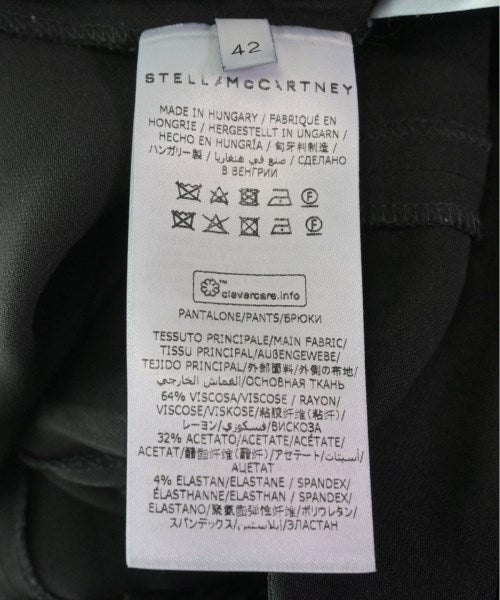 42
STELLA McCARTNEY
MADE IN HUNGARY / FABRIQUÉ EN
HONGRIE / HERGESTELLT IN UNGARN /
HECHO EN HUNGRÍA / 匈牙利制造 /
ハンガリー製 / صنع في هنغاريا / СДЕЛАНО
В ВЕНГРИИ
F
F
clevercare.info
PANTALONE/PANTS/БРЮКИ
TESSUTO PRINCIPALE/MAIN FABRIC/
TISSU PRINCIPAL/AUßENGEWEBE/
TEJIDO PRINCIPAL/外部面料/外側の布地/
القماش الخارجي/ОСНОВНАЯ ТКАНЬ
64% VISCOSA/VISCOSE / RAYON/
VISCOSE/VISKOSE/粘胶纤维(粘纤)/
レーヨン/فسكوزي/ВИСКОЗА
32% ACETATO/ACETATE/ACÉTATE/
ACETAT/醋酯纤维(醋纤)/アセテート/أسيتات/
АЦЕТАТ
4% ELASTAN/ELASTANE / SPANDEX/
ÉLASTHANNE/ELASTHAN / SPANDEX/
ELASTANO/聚氨酯弹性纤维/ポリウレタン/
スパンデックス/إيلاستين/ЭЛАСТАН